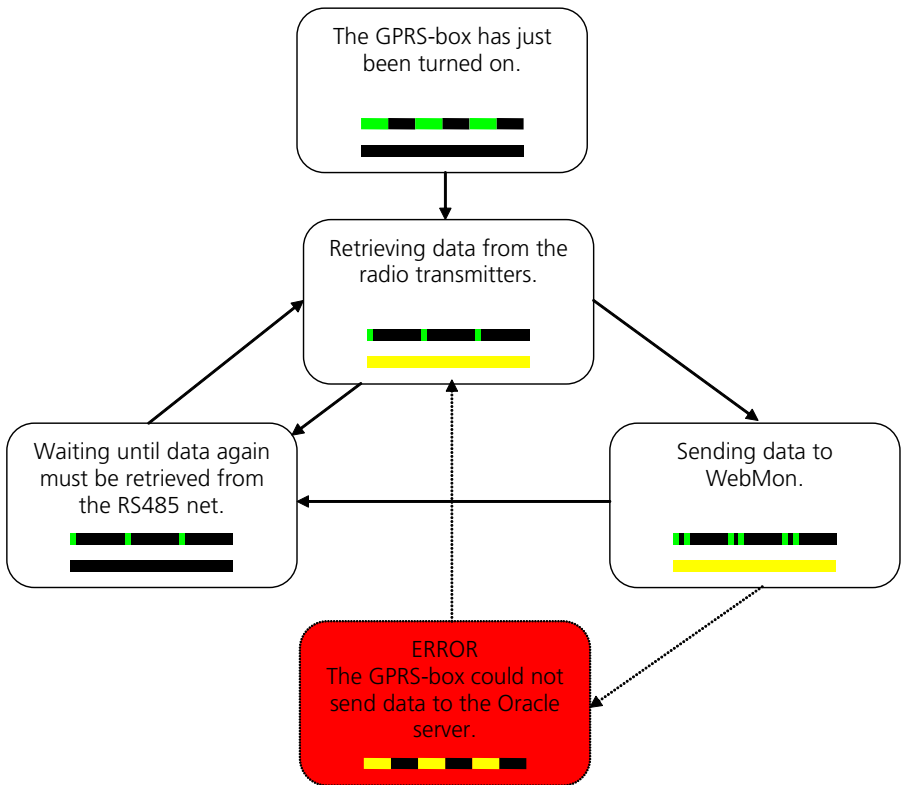 The GPRS-box has just
been turned on.
Retrieving data from the
radio transmitters.
Waiting until data again
must be retrieved from
the RS485 net.
Sending data to
WebMon.
ERROR
The GPRS-box could not
send data to the Oracle
server.